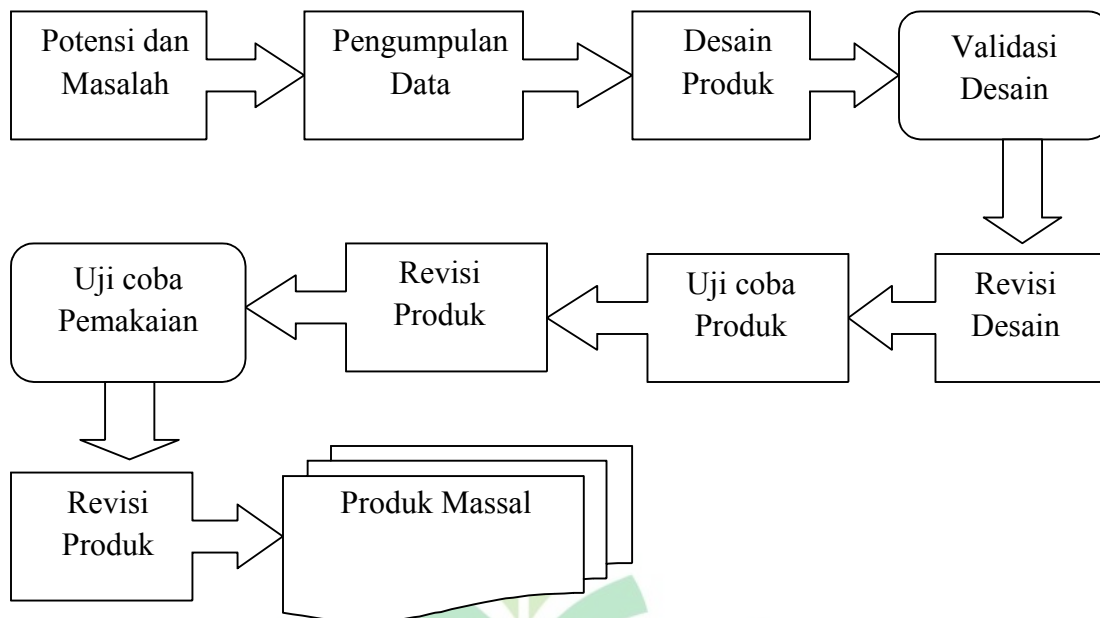 Potensi dan
Masalah
Pengumpulan
Data
Desain
Produk
Validasi
Desain
Revisi
Desain
Uji coba
Produk
Revisi
Produk
Uji coba
Pemakaian
Revisi
Produk
Produk Massal